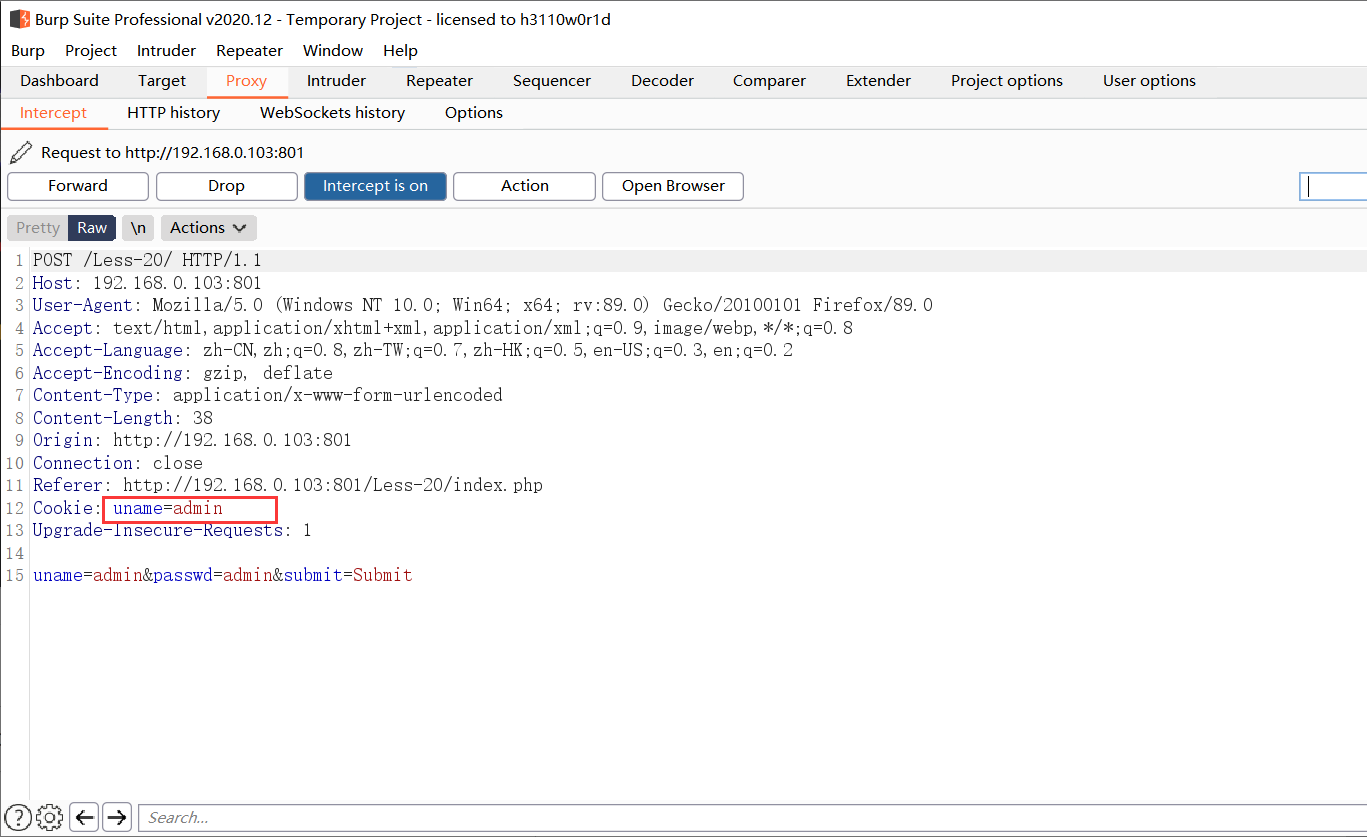 Burp Suite Professional v2020.12 - Temporary Project - licensed to h3110w0r1d
Burp Project Intruder Repeater Window Help
Dashboard Target Proxy Intruder Repeater Sequencer Decoder Comparer Extender Project options User options
Intercept HTTP history WebSockets history Options
Request to http://192.168.0.103:801
Forward Drop Intercept is on Action Open Browser
Pretty Raw \n Actions
1 POST /Less-20/ HTTP/1.1
2 Host: 192.168.0.103:801
3 User-Agent: Mozilla/5.0 (Windows NT 10.0; Win64; x64; rv:89.0) Gecko/20100101 Firefox/89.0
4 Accept: text/html,application/xhtml+xml,application/xml;q=0.9,image/webp,*/*;q=0.8
5 Accept-Language: zh-CN,zh;q=0.8,zh-TW;q=0.7,zh-HK;q=0.5,en-US;q=0.3,en;q=0.2
6 Accept-Encoding: gzip, deflate
7 Content-Type: application/x-www-form-urlencoded
8 Content-Length: 38
9 Origin: http://192.168.0.103:801
10 Connection: close
11 Referer: http://192.168.0.103:801/Less-20/index.php
12 Cookie: uname=admin
13 Upgrade-Insecure-Requests: 1
14
15 uname=admin&passwd=admin&submit=Submit
? Search...